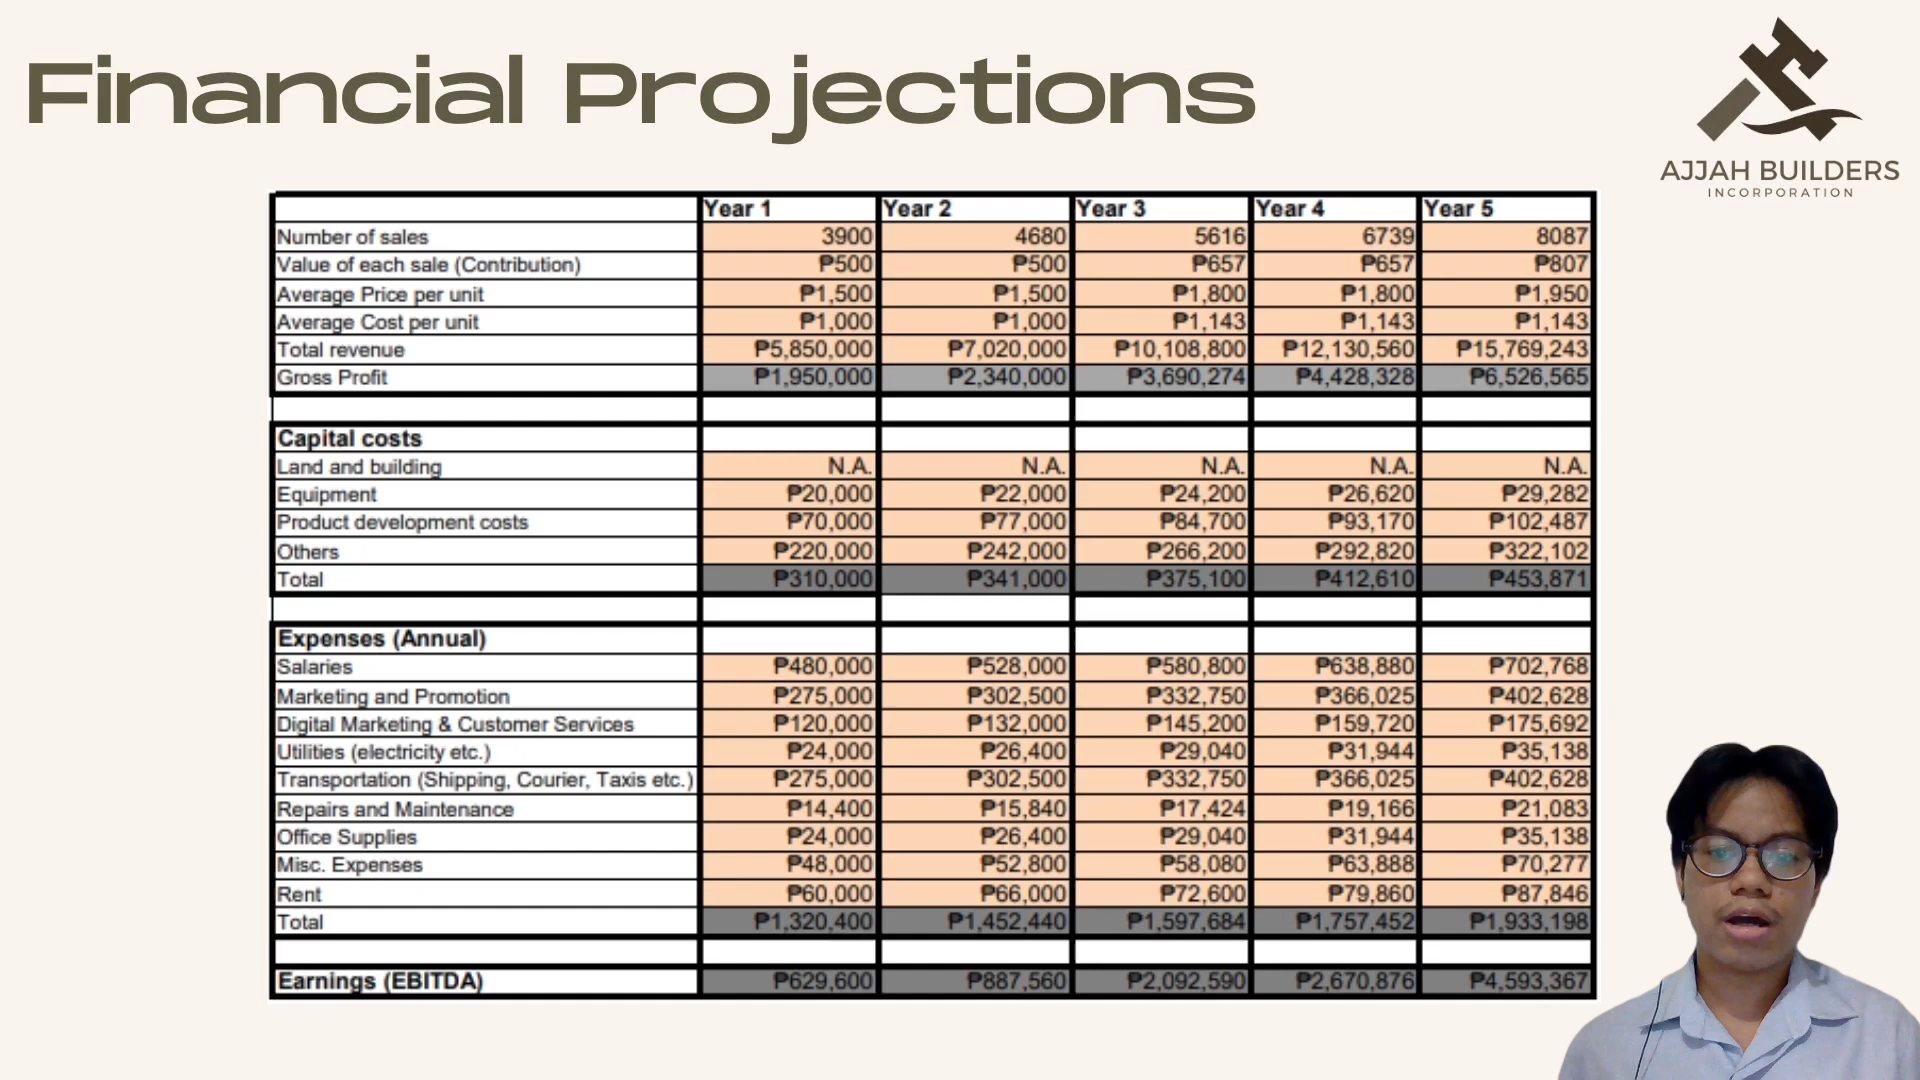 Financial Projections
AJJAH BUILDERS
INCORPORATION
Year 1 Year 2 Year 3 Year 4 Year 5
Number of sales 3900 4680 5616 6739 8087
Value of each sale (Contribution) ₱500 ₱500 ₱657 ₱657 ₱807
Average Price per unit ₱1,500 ₱1,500 ₱1,800 ₱1,800 ₱1,950
Average Cost per unit ₱1,000 ₱1,000 ₱1,143 ₱1,143 ₱1,143
Total revenue ₱5,850,000 ₱7,020,000 ₱10,108,800 ₱12,130,560 ₱15,769,243
Gross Profit ₱1,950,000 ₱2,340,000 ₱3,690,274 ₱4,428,328 ₱6,526,565
Capital costs
Land and building N.A. N.A. N.A. N.A. N.A.
Equipment ₱20,000 ₱22,000 ₱24,200 ₱26,620 ₱29,282
Product development costs ₱70,000 ₱77,000 ₱84,700 ₱93,170 ₱102,487
Others ₱220,000 ₱242,000 ₱266,200 ₱292,820 ₱322,102
Total ₱310,000 ₱341,000 ₱375,100 ₱412,610 ₱453,871
Expenses (Annual)
Salaries ₱480,000 ₱528,000 ₱580,800 ₱638,880 ₱702,768
Marketing and Promotion ₱275,000 ₱302,500 ₱332,750 ₱366,025 ₱402,628
Digital Marketing & Customer Services ₱120,000 ₱132,000 ₱145,200 ₱159,720 ₱175,692
Utilities (electricity etc.) ₱24,000 ₱26,400 ₱29,040 ₱31,944 ₱35,138
Transportation (Shipping, Courier, Taxis etc.) ₱275,000 ₱302,500 ₱332,750 ₱366,025 ₱402,628
Repairs and Maintenance ₱14,400 ₱15,840 ₱17,424 ₱19,166 ₱21,083
Office Supplies ₱24,000 ₱26,400 ₱29,040 ₱31,944 ₱35,138
Misc. Expenses ₱48,000 ₱52,800 ₱58,080 ₱63,888 ₱70,277
Rent ₱60,000 ₱66,000 ₱72,600 ₱79,860 ₱87,846
Total ₱1,320,400 ₱1,452,440 ₱1,597,684 ₱1,757,452 ₱1,933,198
Earnings (EBITDA) ₱629,600 ₱887,560 ₱2,092,590 ₱2,670,876 ₱4,593,367